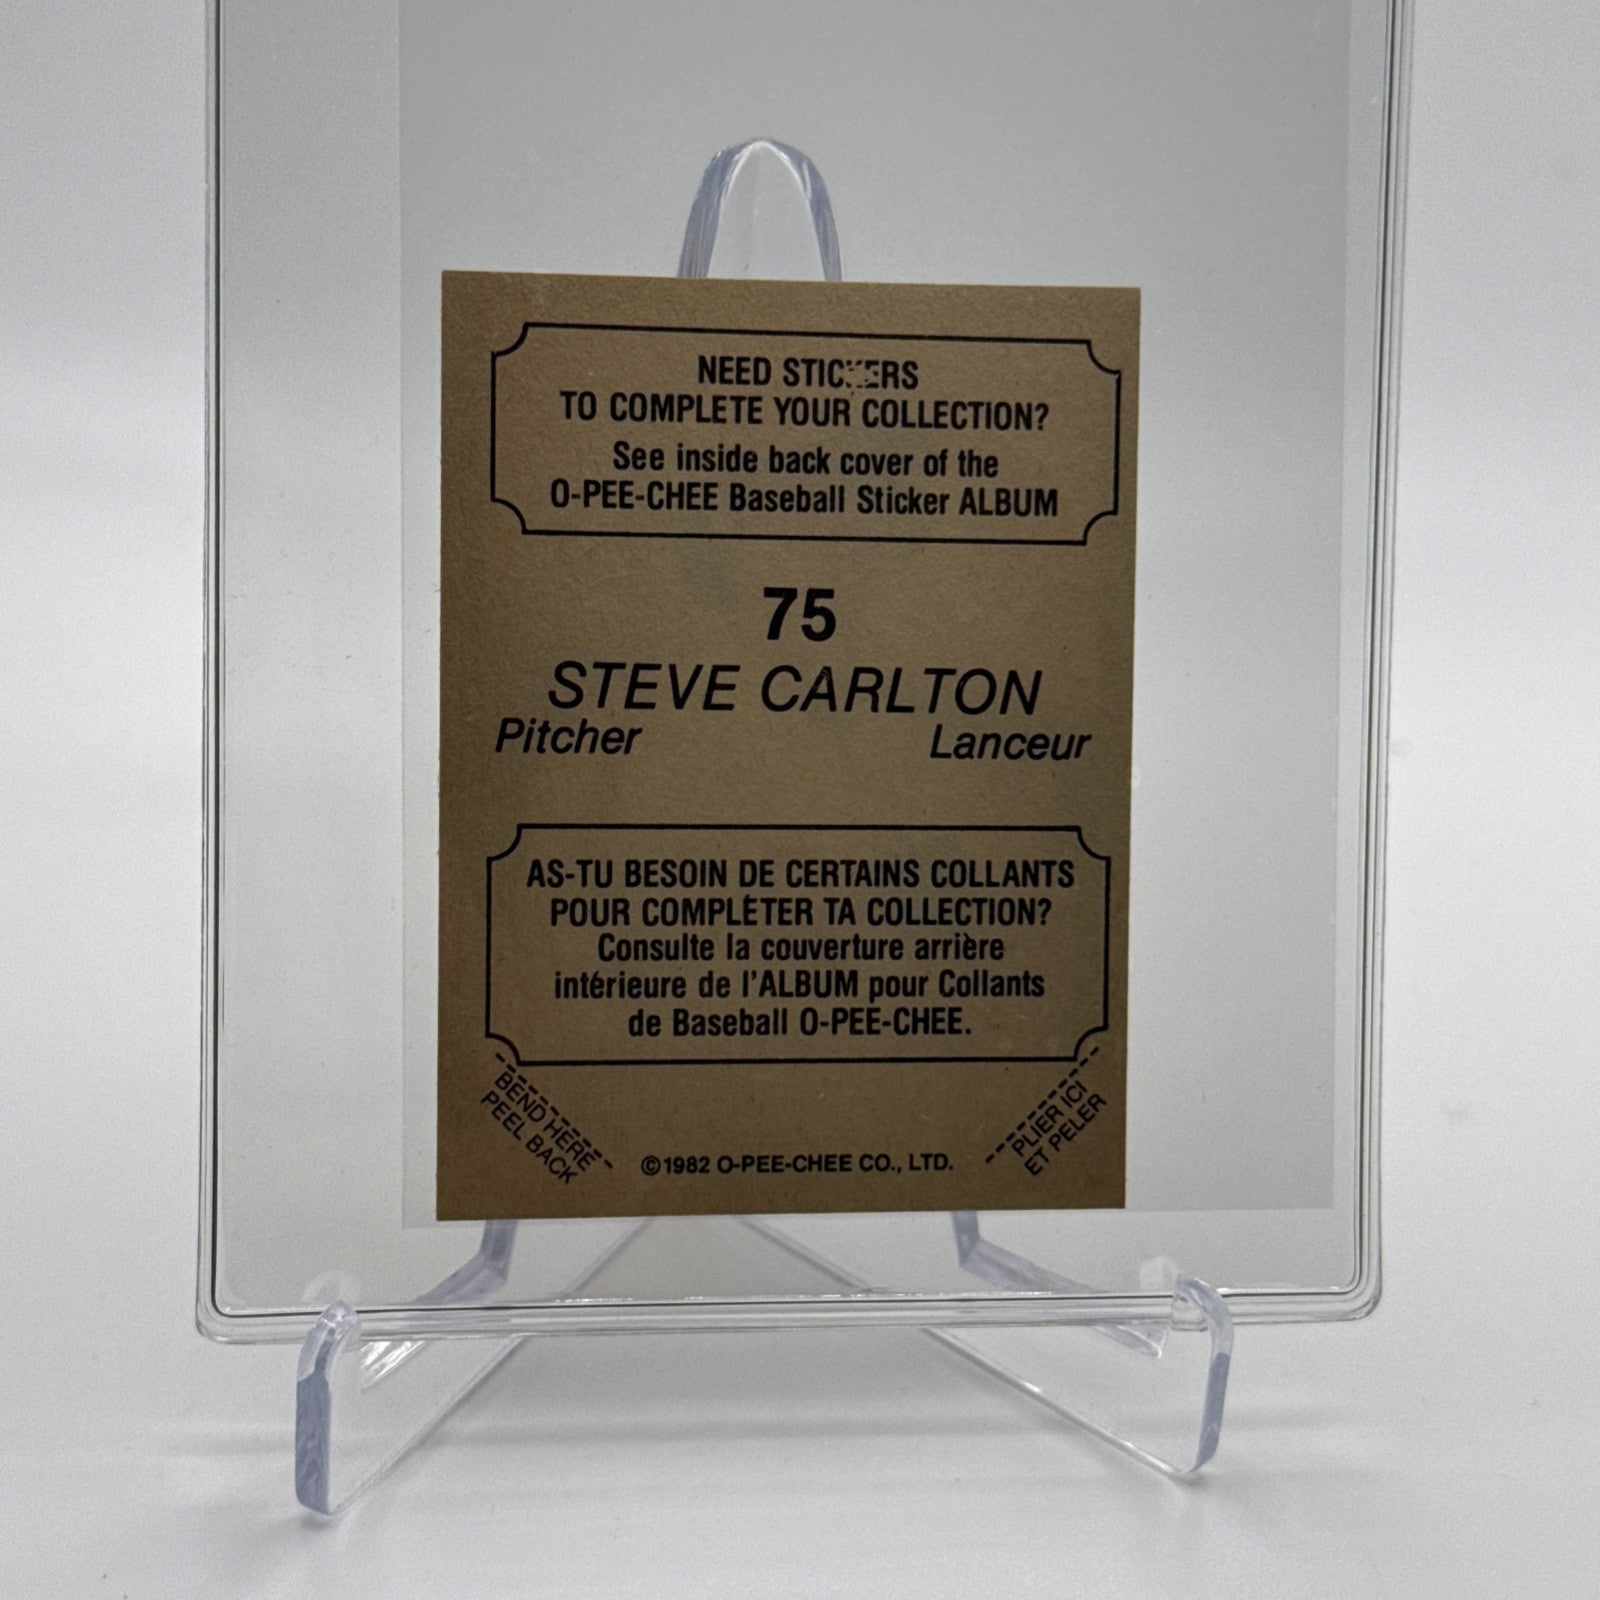 NEED STICKERS
TO COMPLETE YOUR COLLECTION?
See inside back cover of the
O-PEE-CHEE Baseball Sticker ALBUM
75
STEVE CARLTON
Pitcher Lanceur
AS-TU BESOIN DE CERTAINS COLLANTS
POUR COMPLÉTER TA COLLECTION?
Consulte la couverture arrière
intérieure de l'ALBUM pour Collants
de Baseball O-PEE-CHEE.
BEND HERE
PEEL BACK
©1982 O-PEE-CHEE CO., LTD.
PLIER ICI
ET PELER